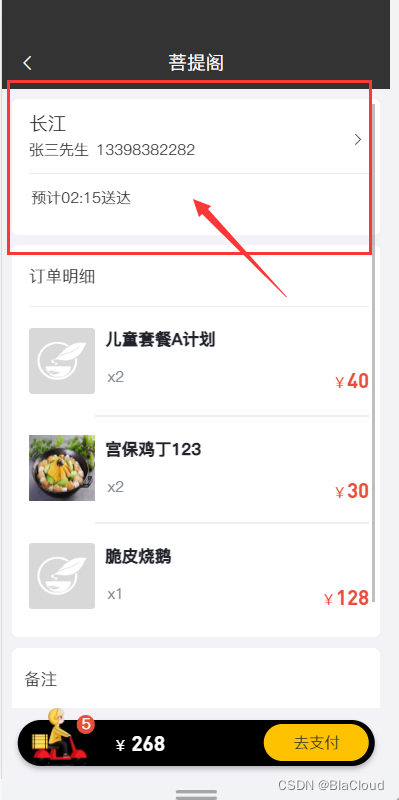 菩提阁
长江
张三先生 13398382282
预计02:15送达
订单明细
儿童套餐A计划
x2
¥40
宫保鸡丁123
x2
¥30
脆皮烧鹅
x1
¥128
备注
5
¥ 268
去支付
CSDN @BlaCloud